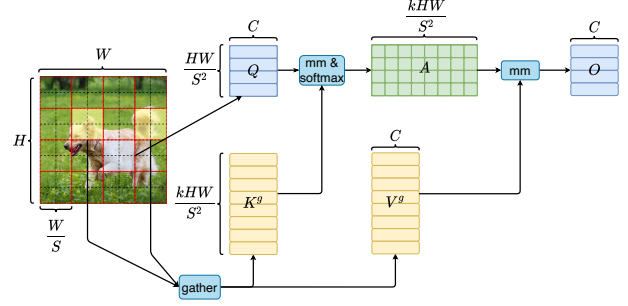 W
H
W/S
C
HW/S²
Q
mm &
softmax
kHW/S²
A
mm
C
O
kHW/S²
K^g
C
V^g
gather